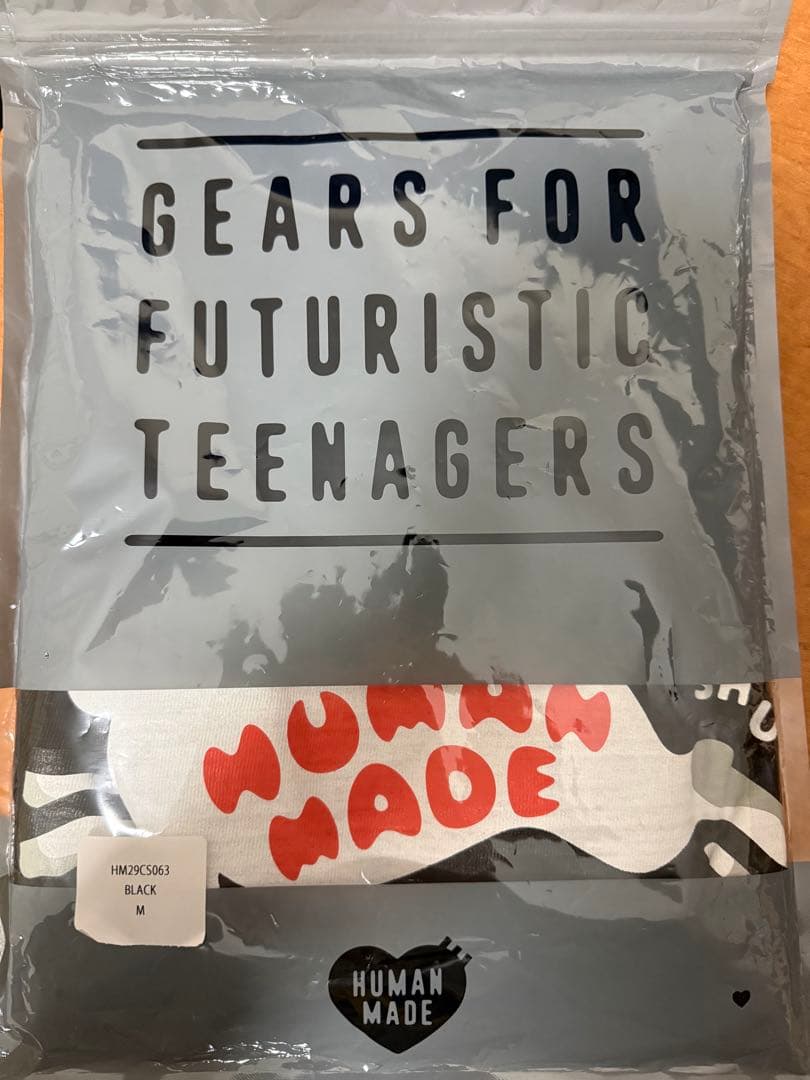 GEARS FOR
FUTURISTIC
TEENAGERS
HUMAN
MADE
HM29CS063
BLACK
M
HUMAN
MADE